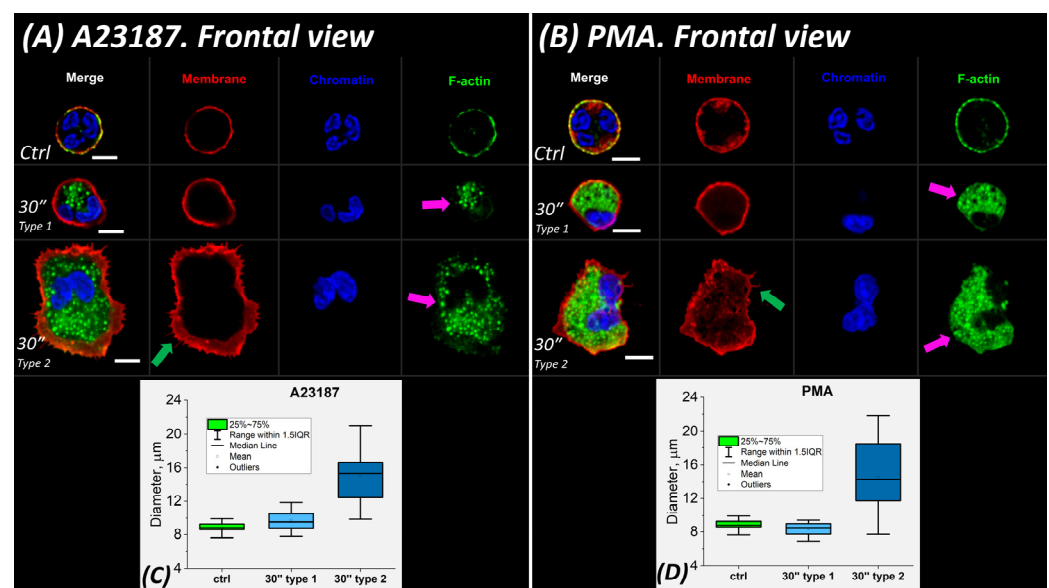 (A) A23187. Frontal view
Merge Membrane Chromatin F-actin
Ctrl
30″
Type 1
30″
Type 2
(B) PMA. Frontal view
Merge Membrane Chromatin F-actin
Ctrl
30″
Type 1
30″
Type 2
A23187
24
20
16
12
8
4
Diameter, μm
25%~75%
Range within 1.5IQR
Median Line
Mean
Outliers
ctrl 30" type 1 30" type 2
(C)
PMA
24
20
16
12
8
4
Diameter, μm
25%~75%
Range within 1.5IQR
Median Line
Mean
Outliers
ctrl 30" type 1 30" type 2
(D)